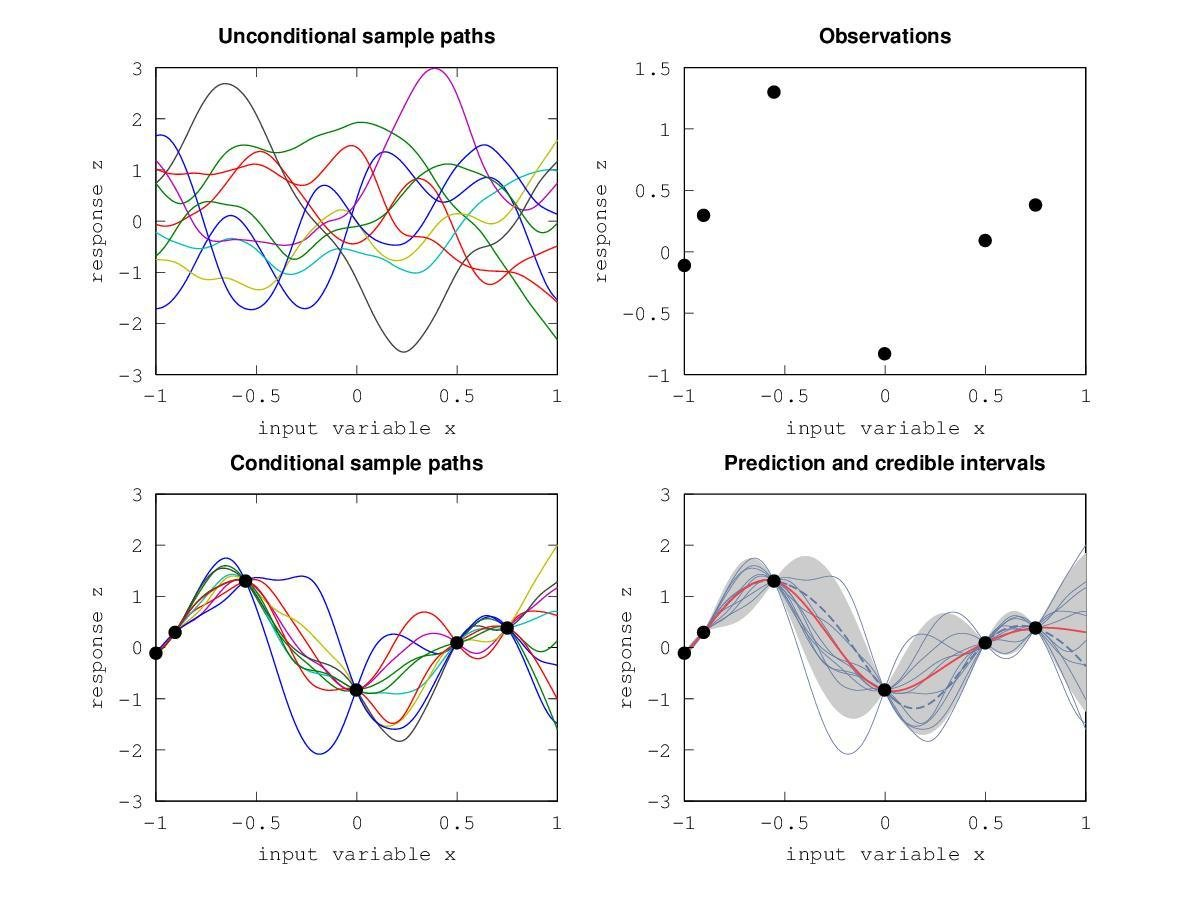 Unconditional sample paths
3
2
1
0
-1
-2
-3
-1 -0.5 0 0.5 1
response z
input variable x
Observations
1.5
1
0.5
0
-0.5
-1
-1 -0.5 0 0.5 1
response z
input variable x
Conditional sample paths
3
2
1
0
-1
-2
-3
-1 -0.5 0 0.5 1
response z
input variable x
Prediction and credible intervals
3
2
1
0
-1
-2
-3
-1 -0.5 0 0.5 1
response z
input variable x